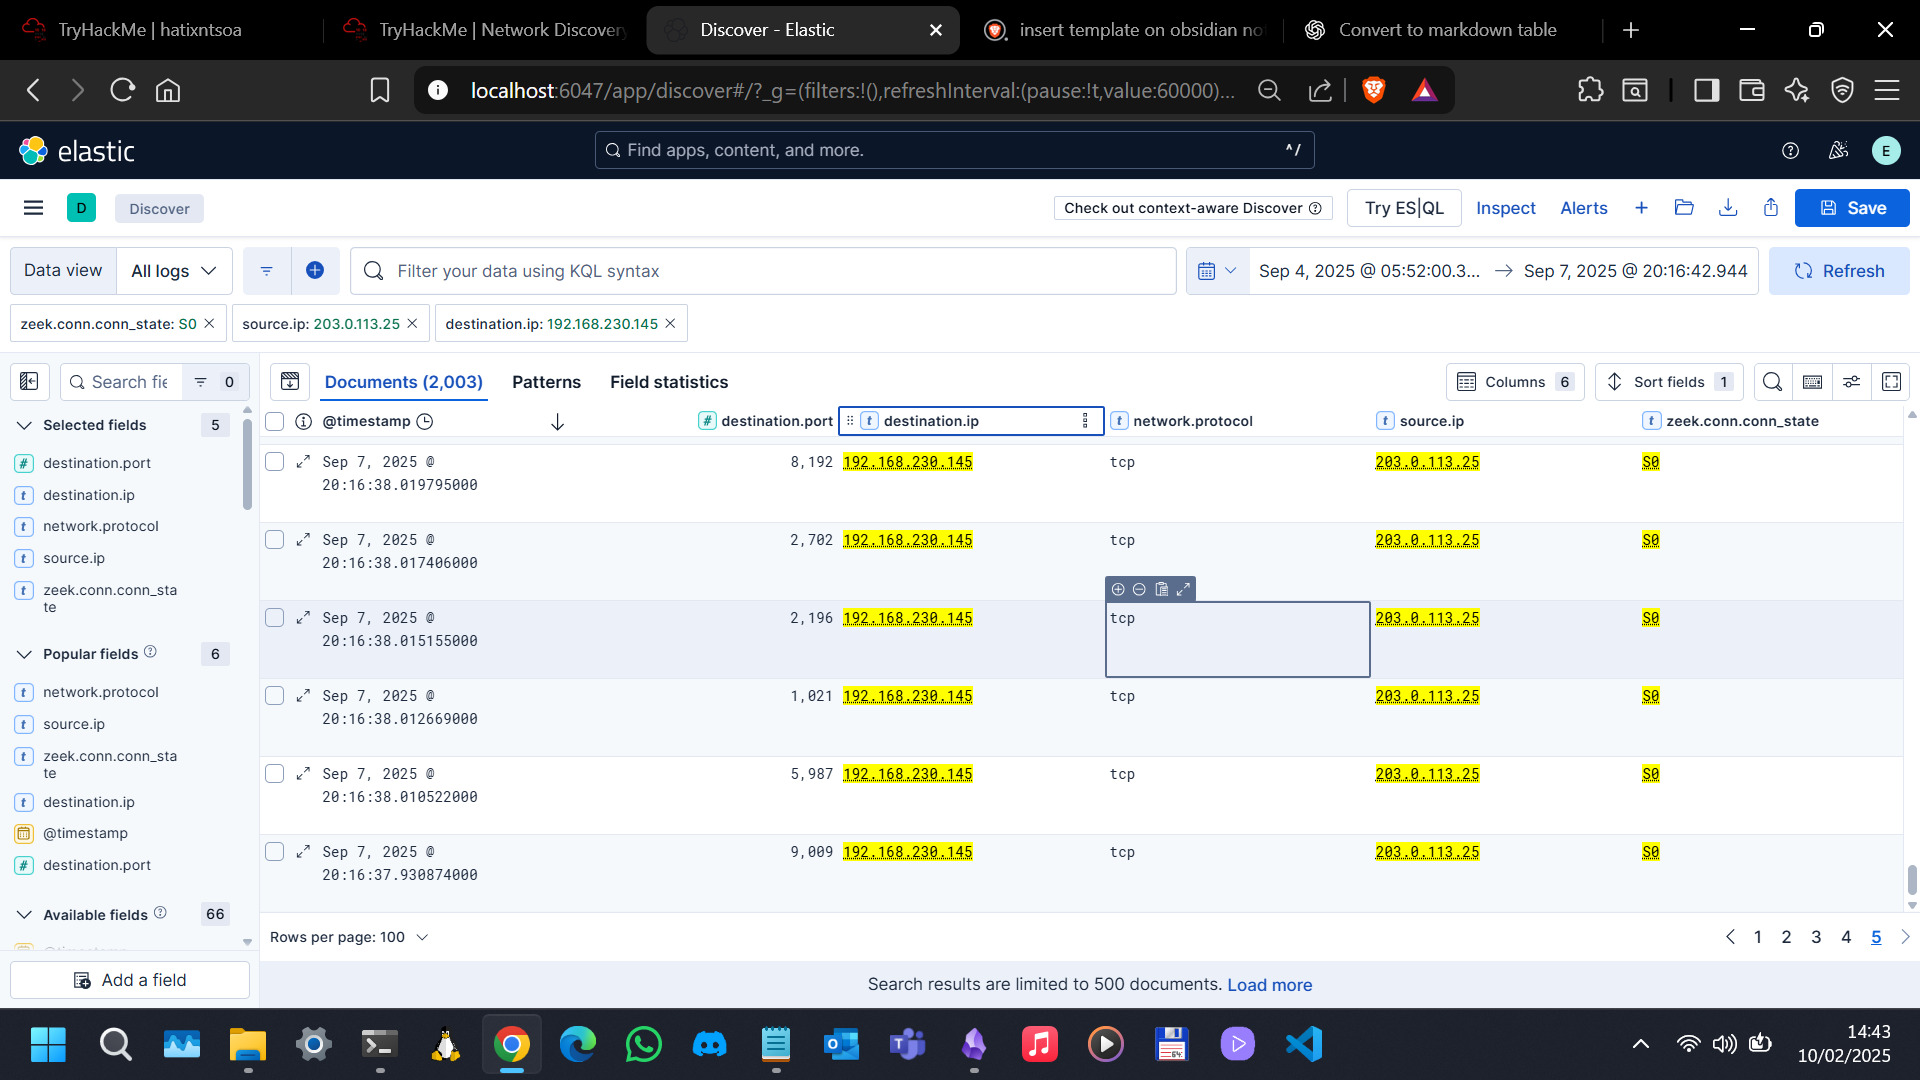 TryHackMe | hatixntsoa
TryHackMe | Network Discovery
Discover - Elastic
insert template on obsidian no
Convert to markdown table
localhost:6047/app/discover#/?_g=(filters:!(),refreshInterval:(pause:!t,value:60000)...
elastic
Find apps, content, and more.
^/
E
D
Discover
Check out context-aware Discover
Try ES|QL
Inspect
Alerts
Save
Data view
All logs
Filter your data using KQL syntax
Sep 4, 2025 @ 05:52:00.3...
→
Sep 7, 2025 @ 20:16:42.944
Refresh
zeek.conn.conn_state: S0
source.ip: 203.0.113.25
destination.ip: 192.168.230.145
Search fie
0
Documents (2,003)
Patterns
Field statistics
Columns 6
Sort fields 1
Selected fields 5
destination.port
destination.ip
network.protocol
source.ip
zeek.conn.conn_sta
te
Popular fields 6
network.protocol
source.ip
zeek.conn.conn_sta
te
destination.ip
@timestamp
destination.port
Available fields 66
Add a field
@timestamp destination.port destination.ip network.protocol source.ip zeek.conn.conn_state
Sep 7, 2025 @ 8,192 192.168.230.145 tcp 203.0.113.25 S0
20:16:38.019795000
Sep 7, 2025 @ 2,702 192.168.230.145 tcp 203.0.113.25 S0
20:16:38.017406000
Sep 7, 2025 @ 2,196 192.168.230.145 tcp 203.0.113.25 S0
20:16:38.015155000
Sep 7, 2025 @ 1,021 192.168.230.145 tcp 203.0.113.25 S0
20:16:38.012669000
Sep 7, 2025 @ 5,987 192.168.230.145 tcp 203.0.113.25 S0
20:16:38.010522000
Sep 7, 2025 @ 9,009 192.168.230.145 tcp 203.0.113.25 S0
20:16:37.930874000
Rows per page: 100
1 2 3 4 5
Search results are limited to 500 documents. Load more
14:43
10/02/2025